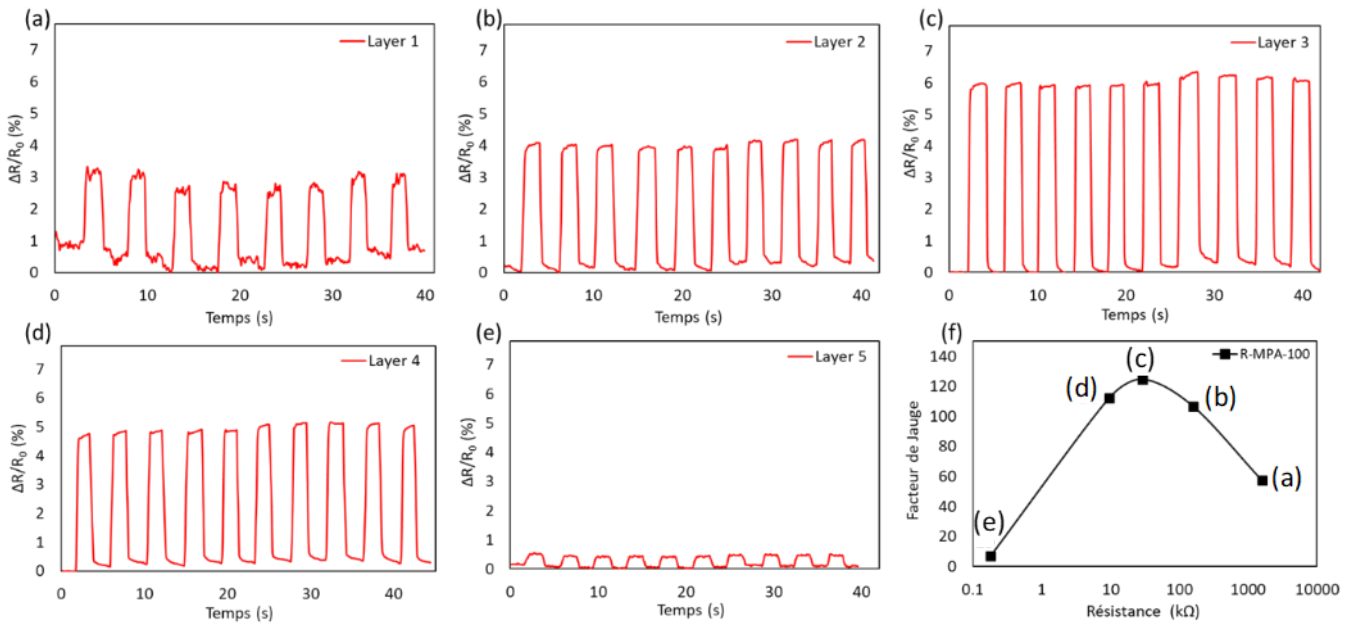 (a)
Layer 1
7
6
5
4
3
2
1
0
ΔR/R0 (%)
0 10 20 30 40
Temps (s)
(b)
Layer 2
7
6
5
4
3
2
1
0
ΔR/R0 (%)
0 10 20 30 40
Temps (s)
(c)
Layer 3
7
6
5
4
3
2
1
0
ΔR/R0 (%)
0 10 20 30 40
Temps (s)
(d)
Layer 4
7
6
5
4
3
2
1
0
ΔR/R0 (%)
0 10 20 30 40
Temps (s)
(e)
Layer 5
7
6
5
4
3
2
1
0
ΔR/R0 (%)
0 10 20 30 40
Temps (s)
(f)
R-MPA-100
140
120
100
80
60
40
20
0
Facteur de Jauge
(c)
(d)
(b)
(a)
(e)
0.1 1 10 100 1000 10000
Résistance (kΩ)